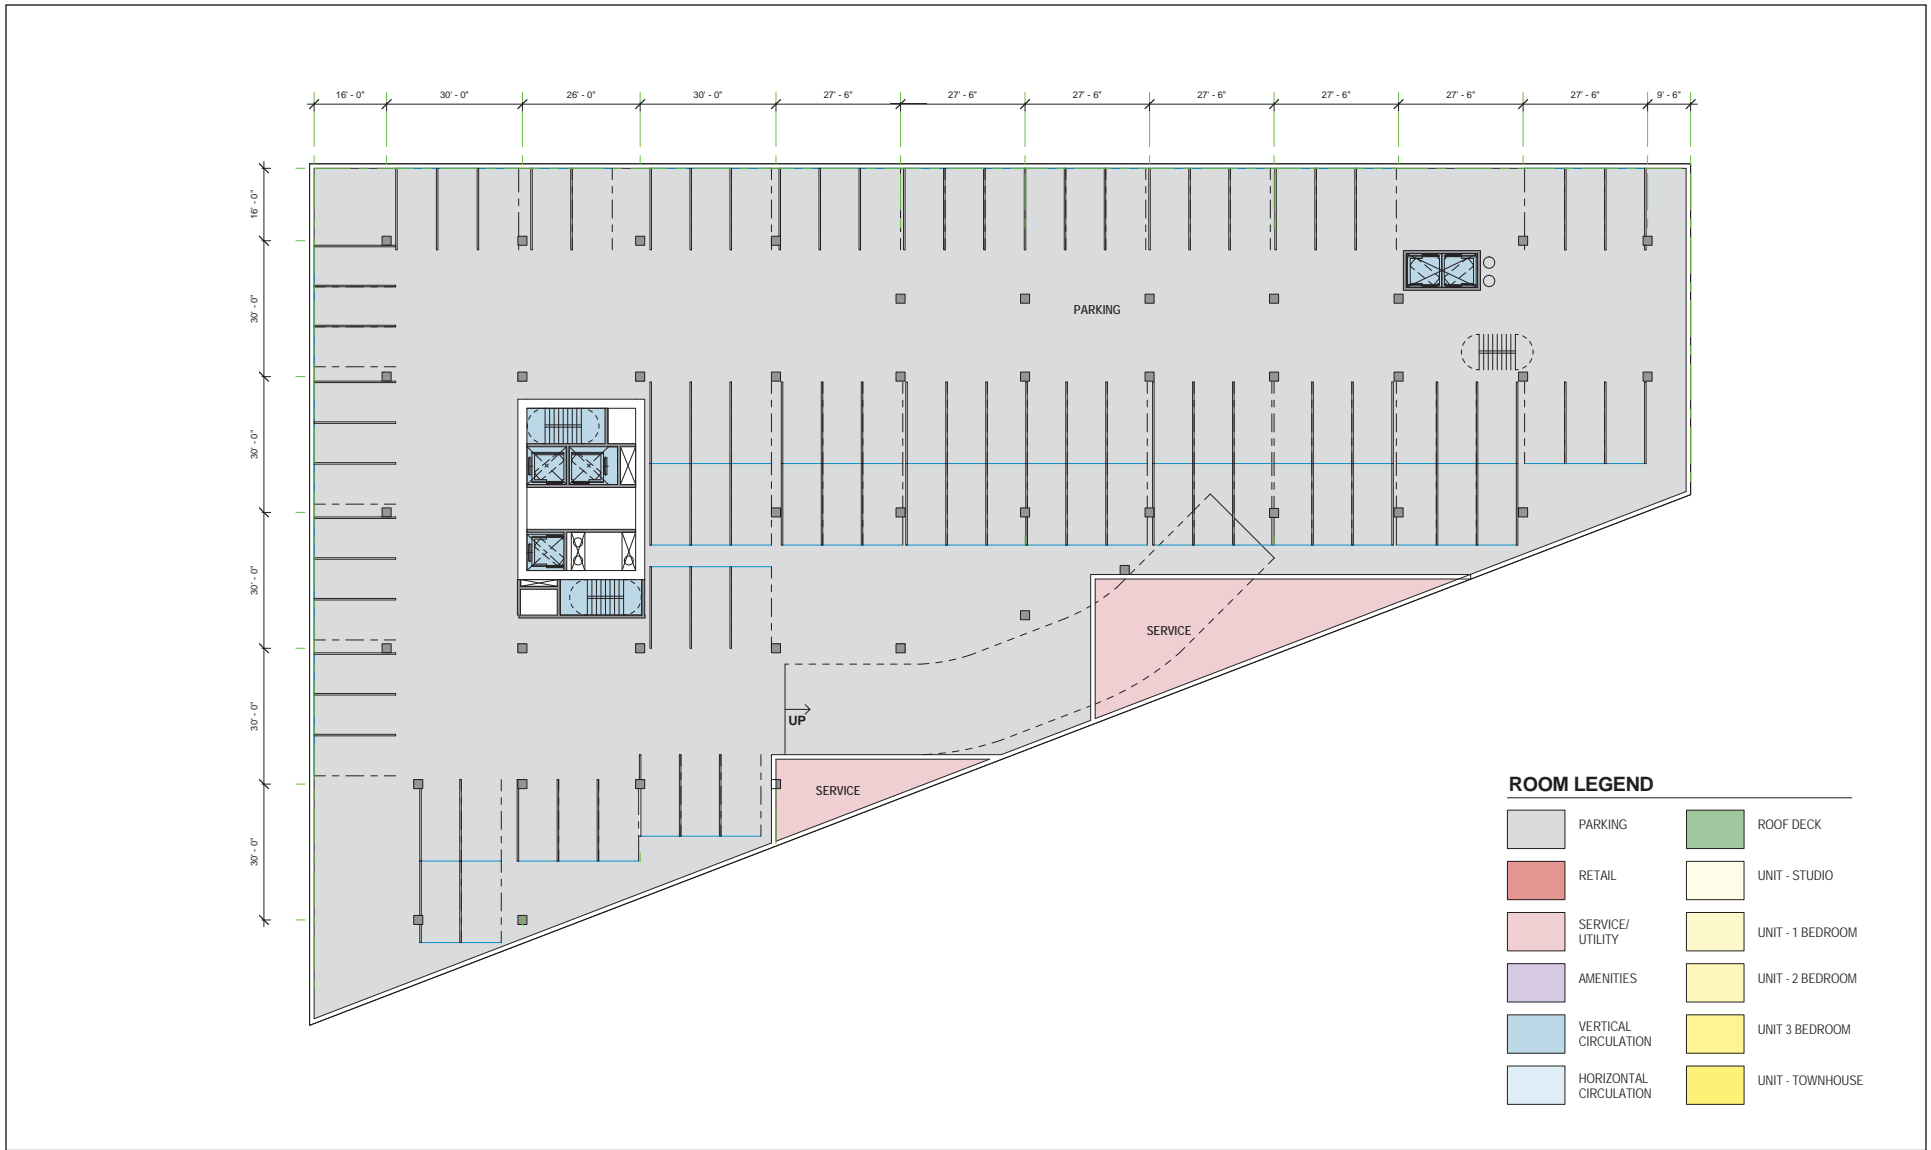 16' - 0"
30' - 0"
26' - 0"
30' - 0"
27' - 6"
27' - 6"
27' - 6"
27' - 6"
27' - 6"
27' - 6"
27' - 6"
9' - 6"
16' - 0"
30' - 0"
30' - 0"
30' - 0"
30' - 0"
30' - 0"
PARKING
SERVICE
UP
SERVICE
ROOM LEGEND
PARKING
RETAIL
SERVICE/
UTILITY
AMENITIES
VERTICAL
CIRCULATION
HORIZONTAL
CIRCULATION
ROOF DECK
UNIT - STUDIO
UNIT - 1 BEDROOM
UNIT - 2 BEDROOM
UNIT 3 BEDROOM
UNIT - TOWNHOUSE